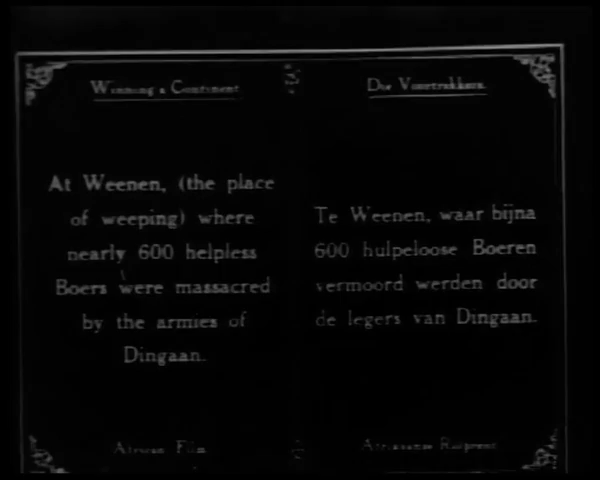 Winning a Continent
At Weenen, (the place
of weeping) where
nearly 600 helpless
Boers were massacred
by the armies of
Dingaan.
African Film
Die Voortrekkers.
Te Weenen, waar bijna
600 hulpeloose Boeren
vermoord werden door
de legers van Dingaan.